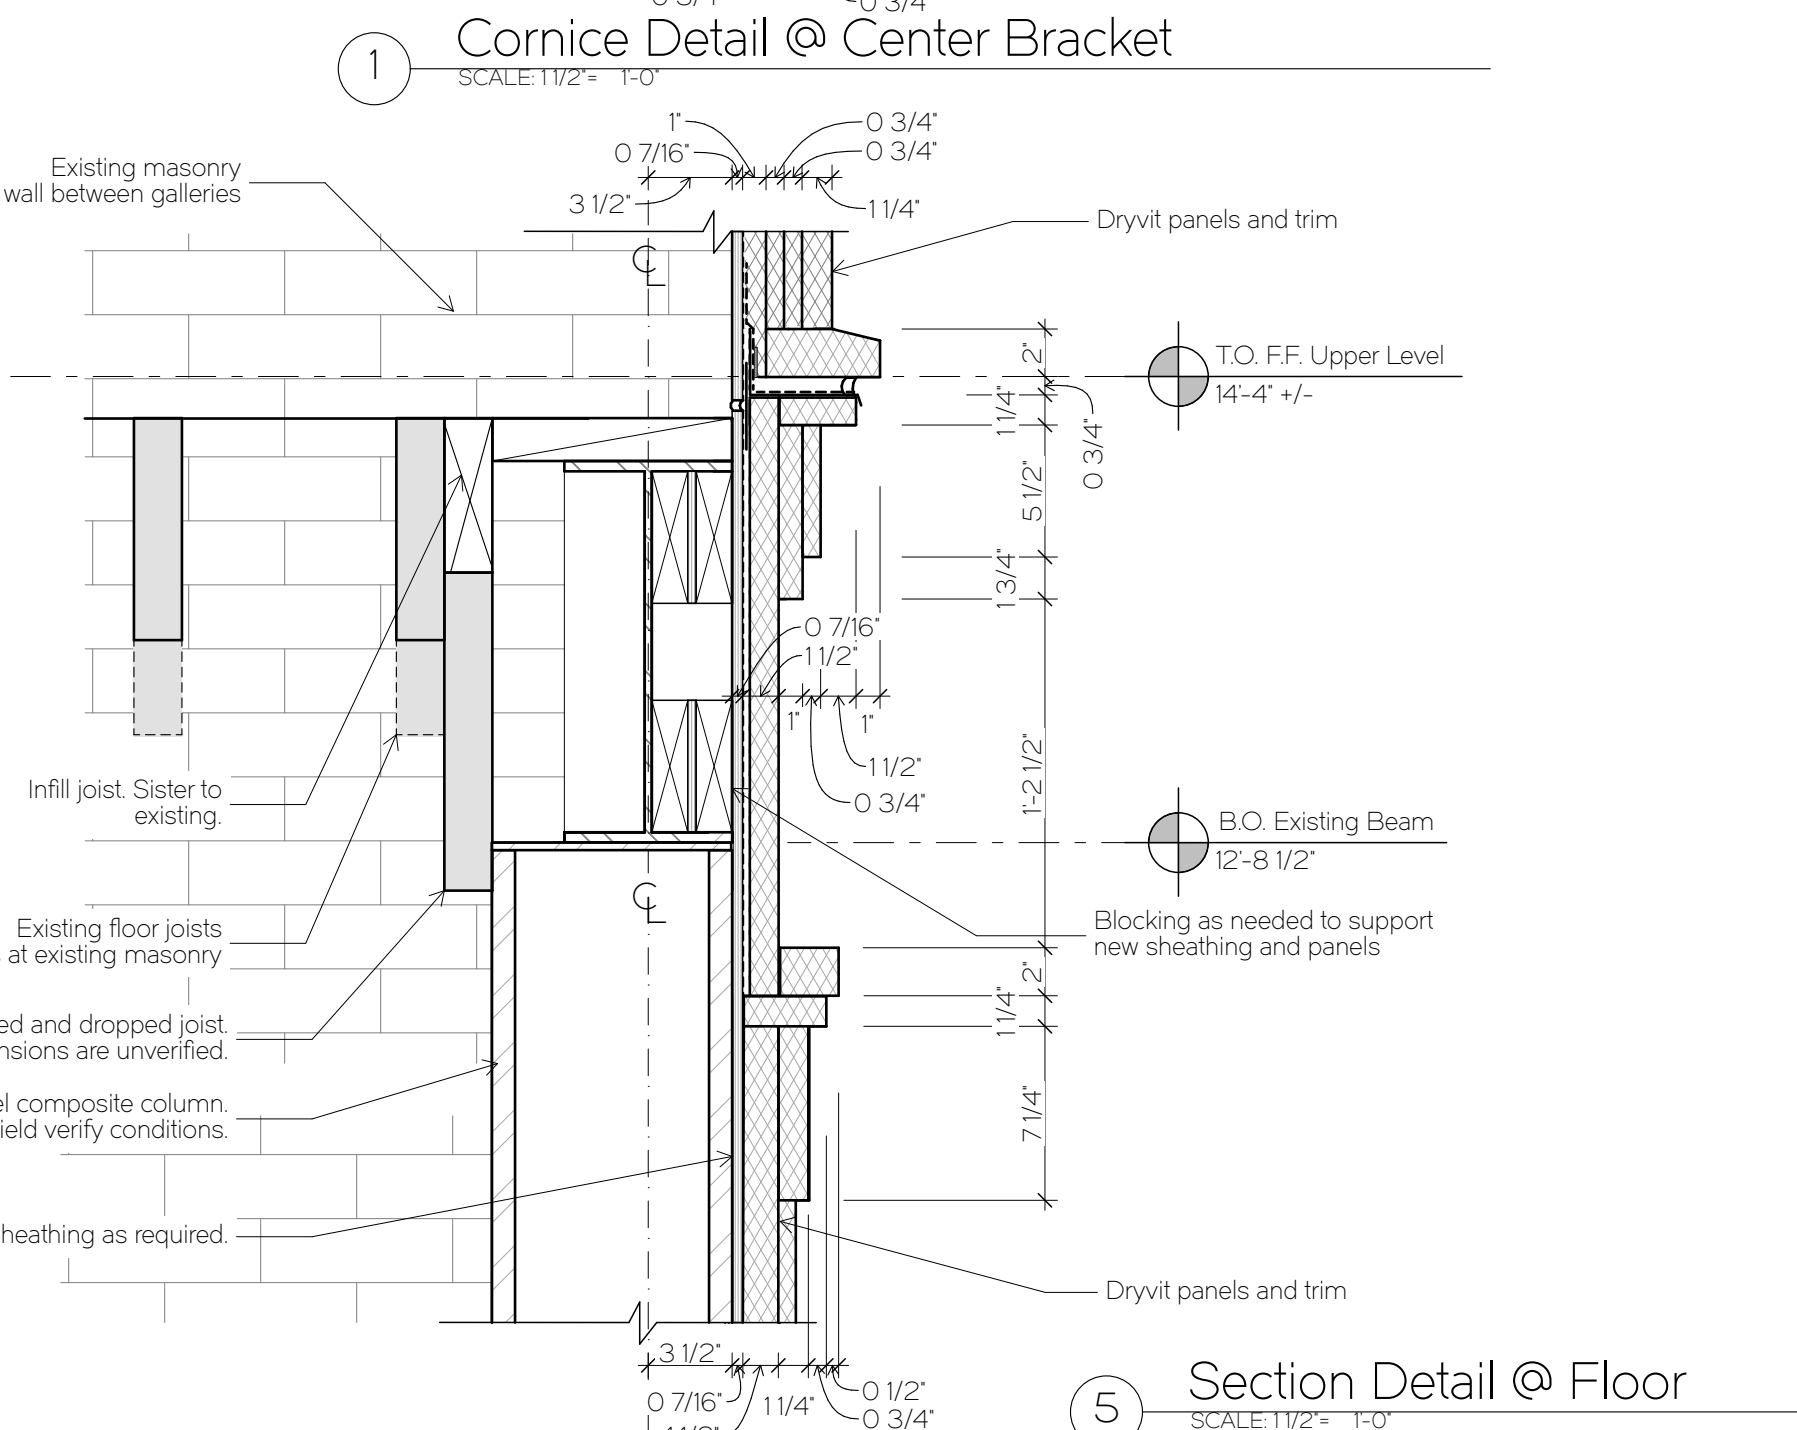 Cornice Detail @ Center Bracket
1
SCALE: 1 1/2"= 1'-0"
1"
0 3/4"
0 7/16"
0 3/4"
3 1/2"
1 1/4"
Existing masonry
wall between galleries
Dryvit panels and trim
CL
2"
T.O. F.F. Upper Level
14'-4" +/-
1 1/4"
0 3/4"
5 1/2"
1 3/4"
0 7/16"
1 1/2"
1"
1"
1 1/2"
0 3/4"
1'-2 1/2"
Infill joist. Sister to
existing.
B.O. Existing Beam
12'-8 1/2"
CL
Existing floor joists
at existing masonry
Blocking as needed to support
new sheathing and panels
2"
1 1/4"
ed and dropped joist.
nsions are unverified.
7 1/4"
el composite column.
ield verify conditions.
heathing as required.
Dryvit panels and trim
3 1/2"
0 7/16"
1 1/4"
0 1/2"
0 3/4"
Section Detail @ Floor
5
SCALE: 1 1/2"= 1'-0"